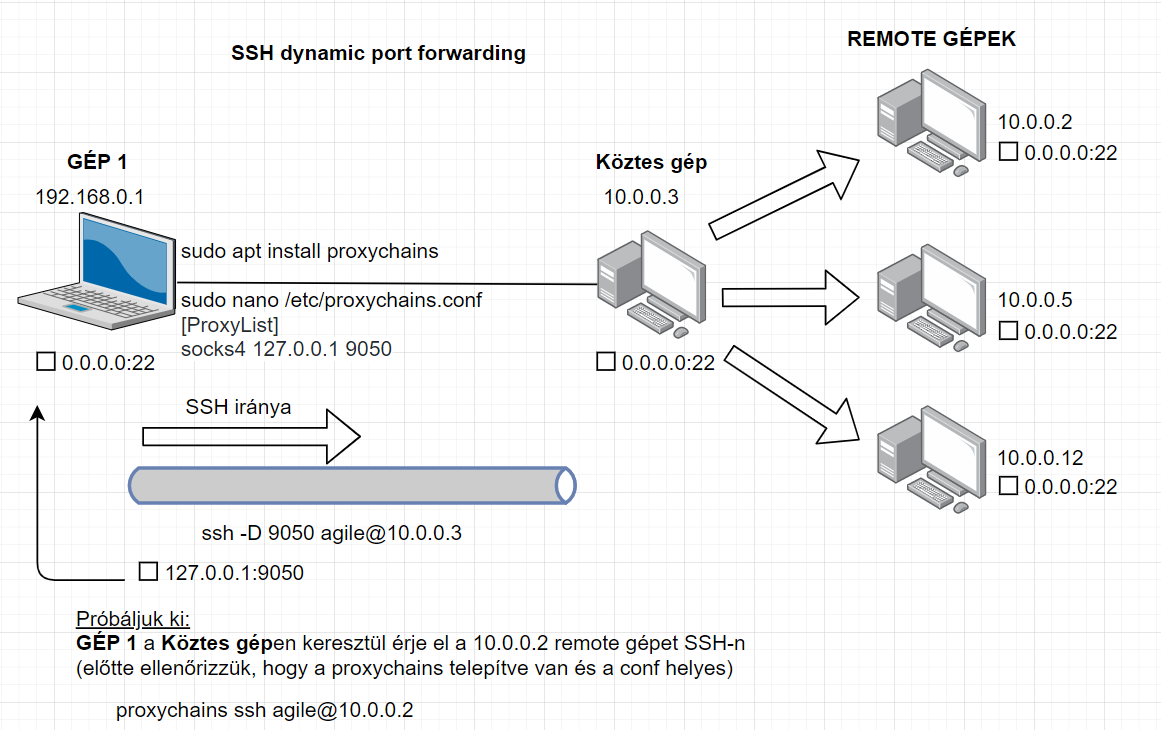 SSH dynamic port forwarding
REMOTE GÉPEK
GÉP 1
192.168.0.1
sudo apt install proxychains
sudo nano /etc/proxychains.conf
[ProxyList]
socks4 127.0.0.1 9050
0.0.0.0:22
Köztes gép
10.0.0.3
0.0.0.0:22
10.0.0.2
0.0.0.0:22
10.0.0.5
0.0.0.0:22
10.0.0.12
0.0.0.0:22
SSH iránya
ssh -D 9050 agile@10.0.0.3
127.0.0.1:9050
Próbáljuk ki:
GÉP 1 a Köztes gépen keresztül érje el a 10.0.0.2 remote gépet SSH-n
(előtte ellenőrizzük, hogy a proxychains telepítve van és a conf helyes)
proxychains ssh agile@10.0.0.2